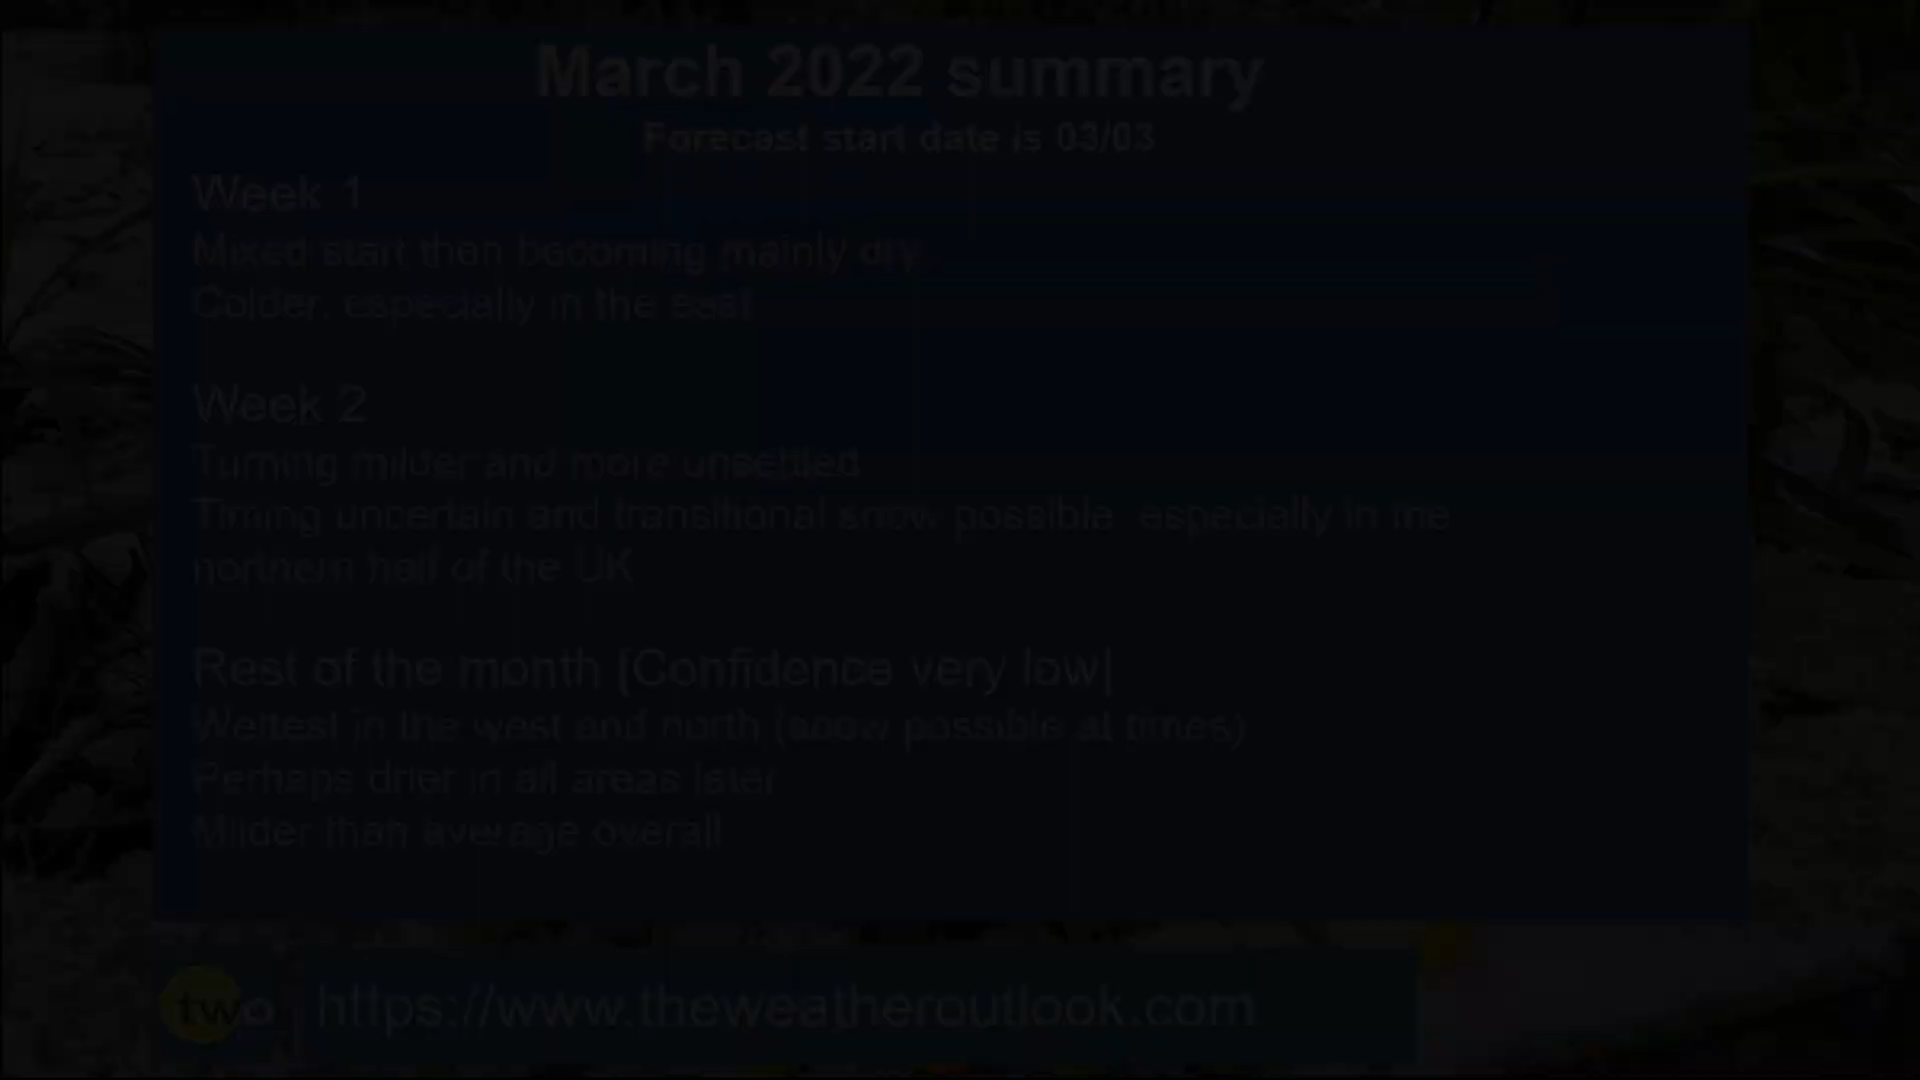 March 2022 summary
Forecast start date is 03/03
Week 1
Mixed start then becoming mainly dry
Colder, especially in the east
Week 2
Turning milder and more unsettled
Timing uncertain and transitional snow possible, especially in the
northern half of the UK
Rest of the month [Confidence very low]
Wettest in the west and north (snow possible at times)
Perhaps drier in all areas later
Milder than average overall
two https://www.theweatheroutlook.com